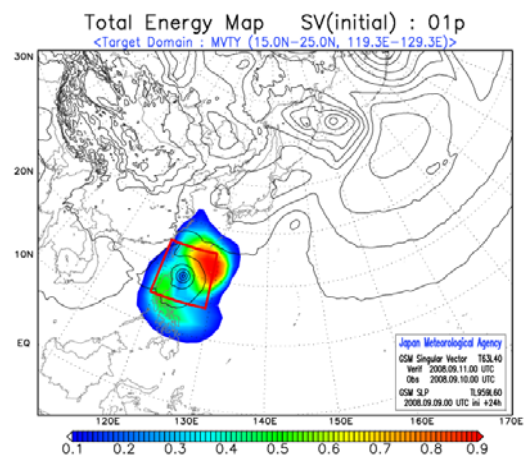 Total Energy Map SV(initial) : 01p
<Target Domain : MVTY (15.0N-25.0N, 119.3E-129.3E)>
30N
20N
10N
EQ
Japan Meteorological Agency
GSM Singular Vector T63L40
Verif 2008.09.11.00 UTC
Obs 2008.09.10.00 UTC
GSM SLP TL959L60
2008.09.09.00 UTC ini +24h
120E 130E 140E 150E 160E 170E
0.1 0.2 0.3 0.4 0.5 0.6 0.7 0.8 0.9